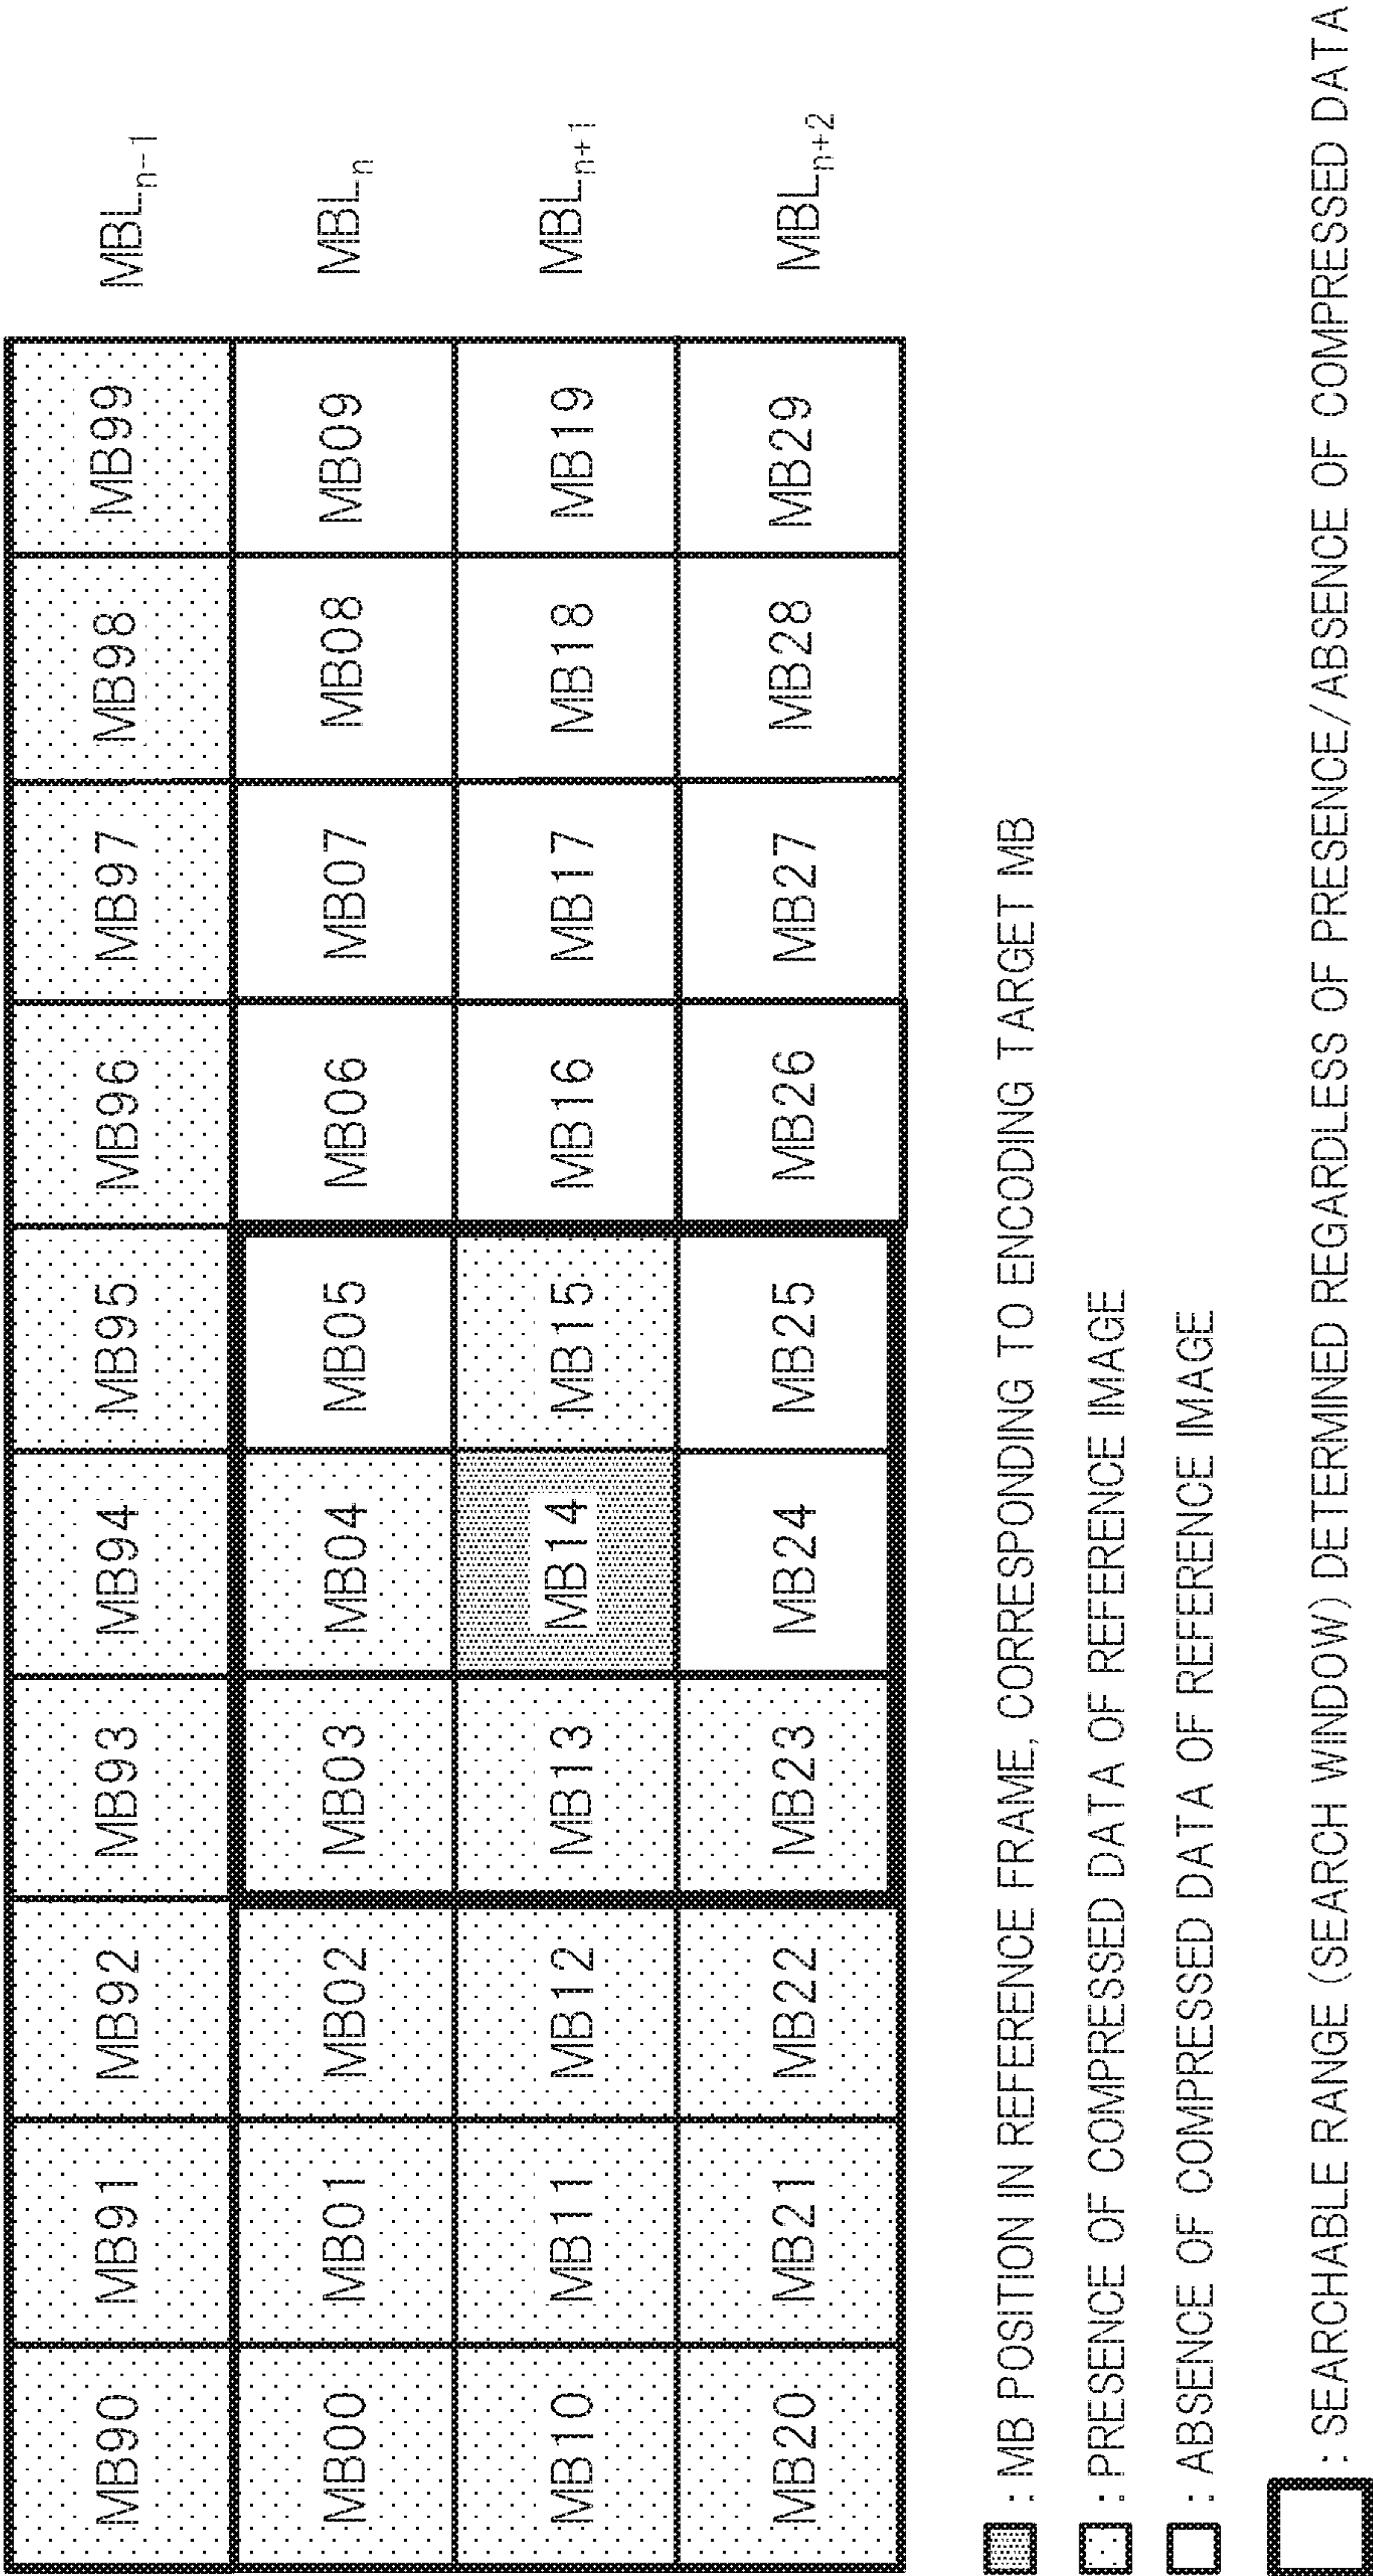 MB90 MB91 MB92 MB93 MB94 MB95 MB96 MB97 MB98 MB99 MBLn-1
MB00 MB01 MB02 MB03 MB04 MB05 MB06 MB07 MB08 MB09 MBLn
MB10 MB11 MB12 MB13 MB14 MB15 MB16 MB17 MB18 MB19 MBLn+1
MB20 MB21 MB22 MB23 MB24 MB25 MB26 MB27 MB28 MB29 MBLn+2
: MB POSITION IN REFERENCE FRAME, CORRESPONDING TO ENCODING TARGET MB
: PRESENCE OF COMPRESSED DATA OF REFERENCE IMAGE
: ABSENCE OF COMPRESSED DATA OF REFERENCE IMAGE
: SEARCHABLE RANGE (SEARCH WINDOW) DETERMINED REGARDLESS OF PRESENCE/ABSENCE OF COMPRESSED DATA